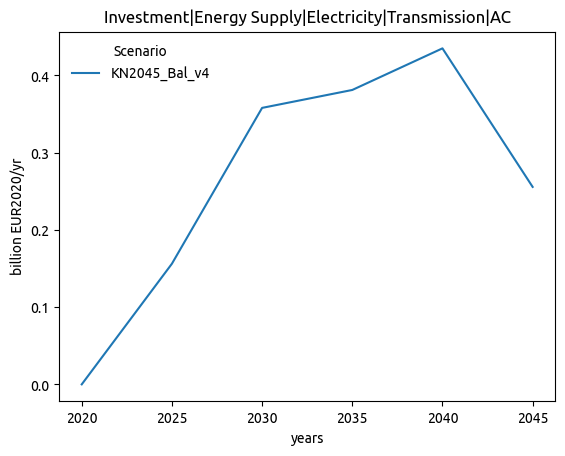 Investment|Energy Supply|Electricity|Transmission|AC
Scenario
KN2045_Bal_v4
billion EUR2020/yr
0.4
0.3
0.2
0.1
0.0
2020 2025 2030 2035 2040 2045
years